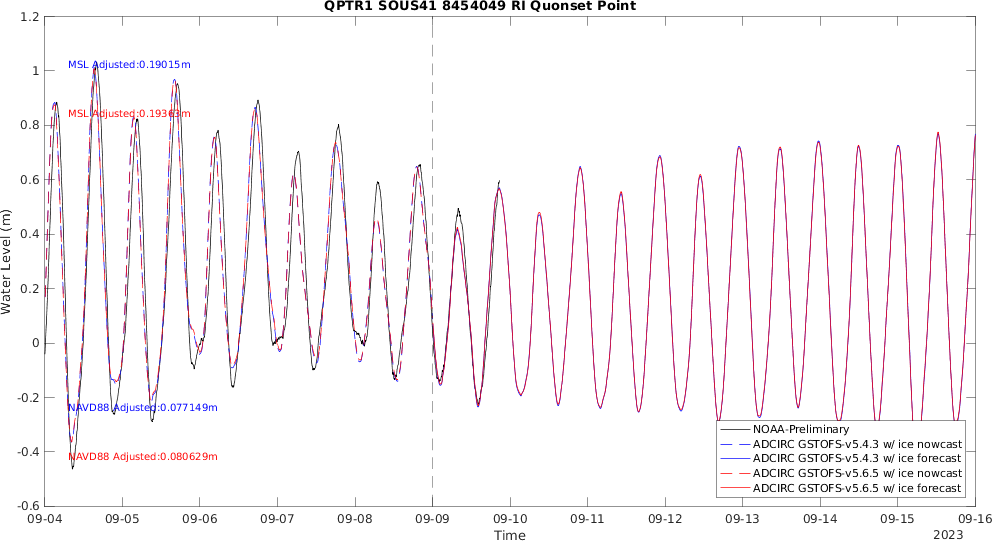 QPTR1 SOUS41 8454049 RI Quonset Point
1.2
1
0.8
0.6
0.4
0.2
0
-0.2
-0.4
-0.6
Water Level (m)
MSL Adjusted:0.19015m
MSL Adjusted:0.19363m
NAVD88 Adjusted:0.077149m
NAVD88 Adjusted:0.080629m
NOAA-Preliminary
ADCIRC GSTOFS-v5.4.3 w/ ice nowcast
ADCIRC GSTOFS-v5.4.3 w/ ice forecast
ADCIRC GSTOFS-v5.6.5 w/ ice nowcast
ADCIRC GSTOFS-v5.6.5 w/ ice forecast
09-04 09-05 09-06 09-07 09-08 09-09 09-10 09-11 09-12 09-13 09-14 09-15 09-16
Time
2023